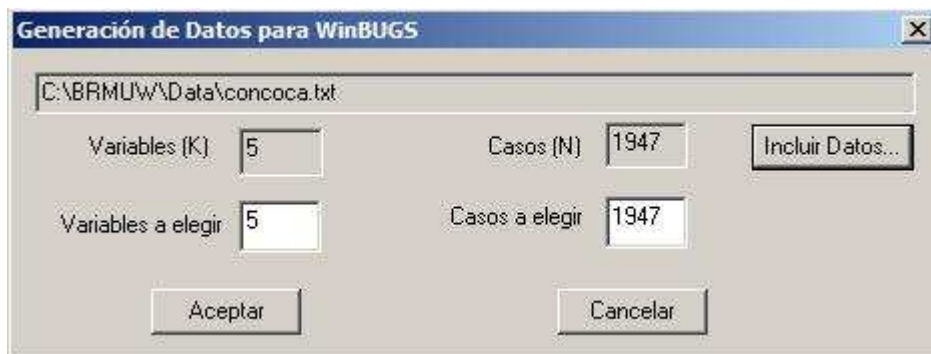 Generación de Datos para WinBUGS
C:\BRMUW\Data\concoca.txt
Variables (K) 5 Casos (N) 1947 Incluir Datos...
Variables a elegir 5 Casos a elegir 1947
Aceptar Cancelar